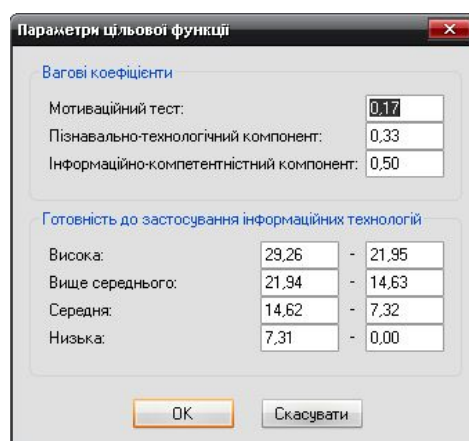 Параметри цільової функції
Вагові коефіцієнти
Мотиваційний тест: 0,17
Пізнавально-технологічний компонент: 0,33
Інформаційно-компетентністний компонент: 0,50
Готовність до застосування інформаційних технологій
Висока: 29,26 - 21,95
Вище середнього: 21,94 - 14,63
Середня: 14,62 - 7,32
Низька: 7,31 - 0,00
OK Скасувати